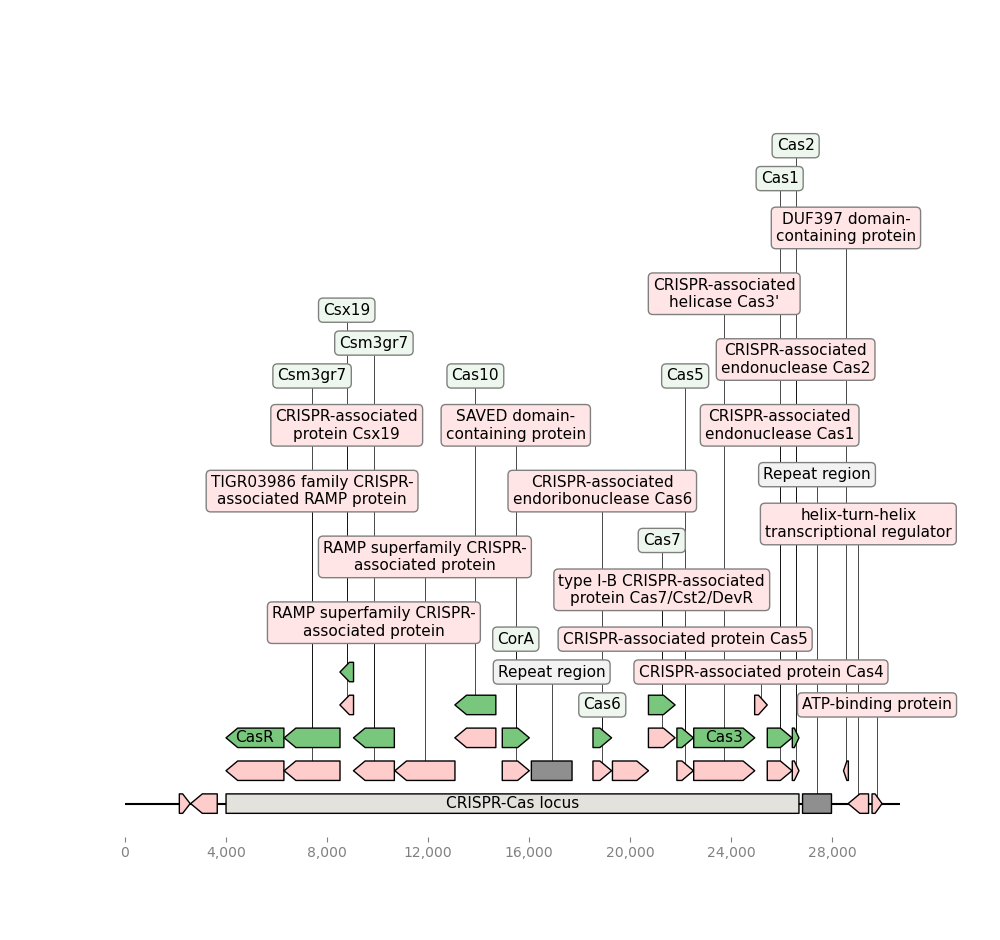 Cas2
Cas1
DUF397 domain-
containing protein
CRISPR-associated
helicase Cas3'
Csx19
Csm3gr7
CRISPR-associated
endonuclease Cas2
Csm3gr7
Cas10
Cas5
CRISPR-associated
protein Csx19
SAVED domain-
containing protein
CRISPR-associated
endonuclease Cas1
Repeat region
TIGR03986 family CRISPR-
associated RAMP protein
CRISPR-associated
endoribonuclease Cas6
helix-turn-helix
transcriptional regulator
Cas7
RAMP superfamily CRISPR-
associated protein
type I-B CRISPR-associated
protein Cas7/Cst2/DevR
RAMP superfamily CRISPR-
associated protein
CorA
CRISPR-associated protein Cas5
Repeat region
CRISPR-associated protein Cas4
Cas6
ATP-binding protein
CasR
Cas3
CRISPR-Cas locus
0
4,000
8,000
12,000
16,000
20,000
24,000
28,000